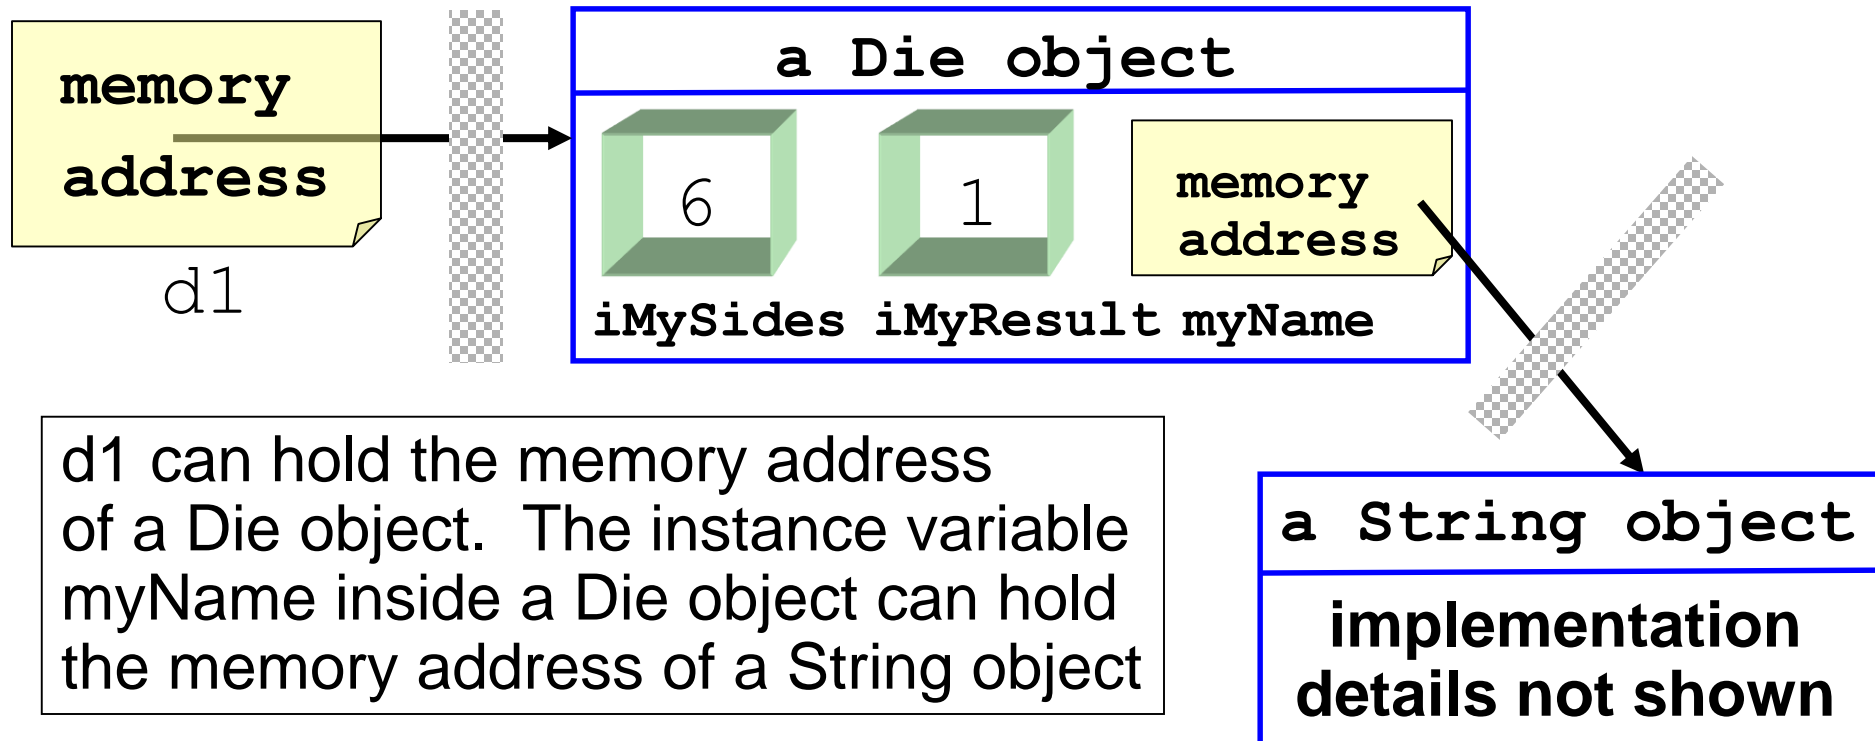 memory
address
d1
a Die object
6
1
memory
address
iMySides iMyResult myName
d1 can hold the memory address
of a Die object.  The instance variable
myName inside a Die object can hold
the memory address of a String object
a String object
implementation
details not shown